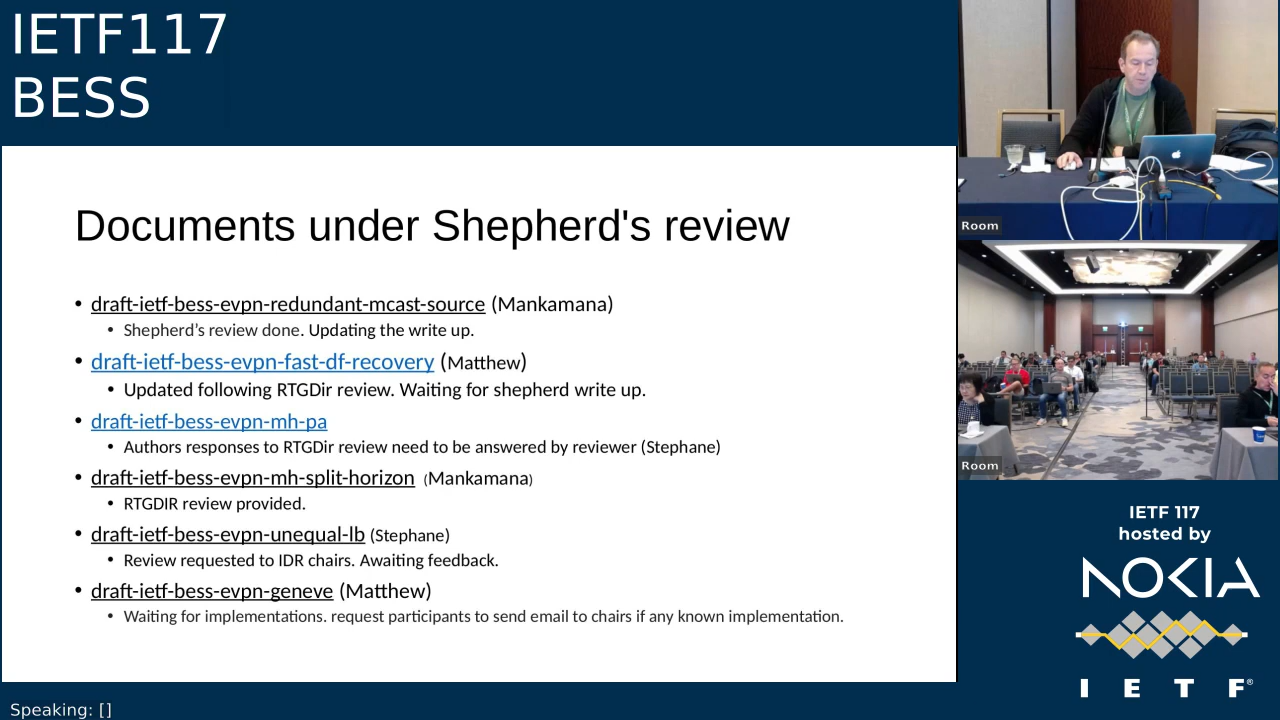 IETF117
BESS
Documents under Shepherd's review
• draft-ietf-bess-evpn-redundant-mcast-source (Mankamana)
• Shepherd’s review done. Updating the write up.
• draft-ietf-bess-evpn-fast-df-recovery (Matthew)
• Updated following RTGDir review. Waiting for shepherd write up.
• draft-ietf-bess-evpn-mh-pa
• Authors responses to RTGDir review need to be answered by reviewer (Stephane)
• draft-ietf-bess-evpn-mh-split-horizon (Mankamana)
• RTGDIR review provided.
• draft-ietf-bess-evpn-unequal-lb (Stephane)
• Review requested to IDR chairs. Awaiting feedback.
• draft-ietf-bess-evpn-geneve (Matthew)
• Waiting for implementations. request participants to send email to chairs if any known implementation.
Speaking: []
Room
Room
IETF 117
hosted by
NOKIA
I E T F®